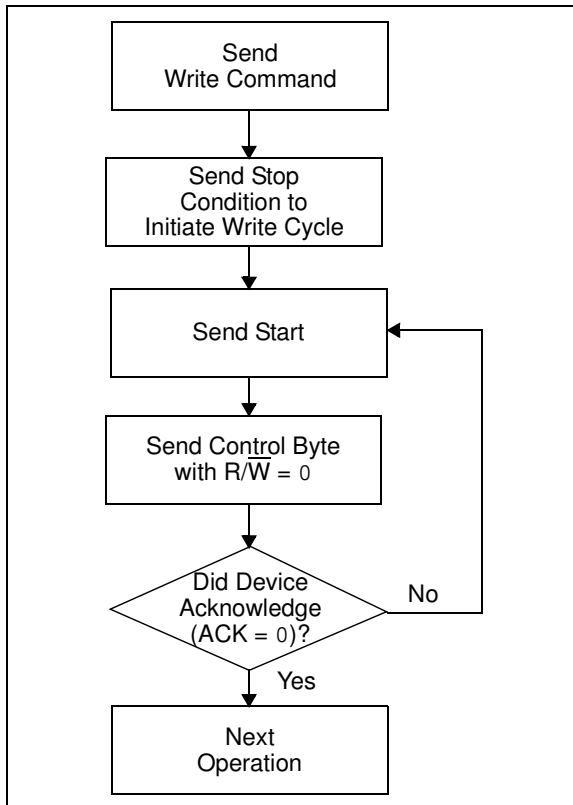 Send
Write Command
Send Stop
Condition to
Initiate Write Cycle
Send Start
Send Control Byte
with R/W̅ = 0
Did Device
Acknowledge
(ACK = 0)?
No
Yes
Next
Operation